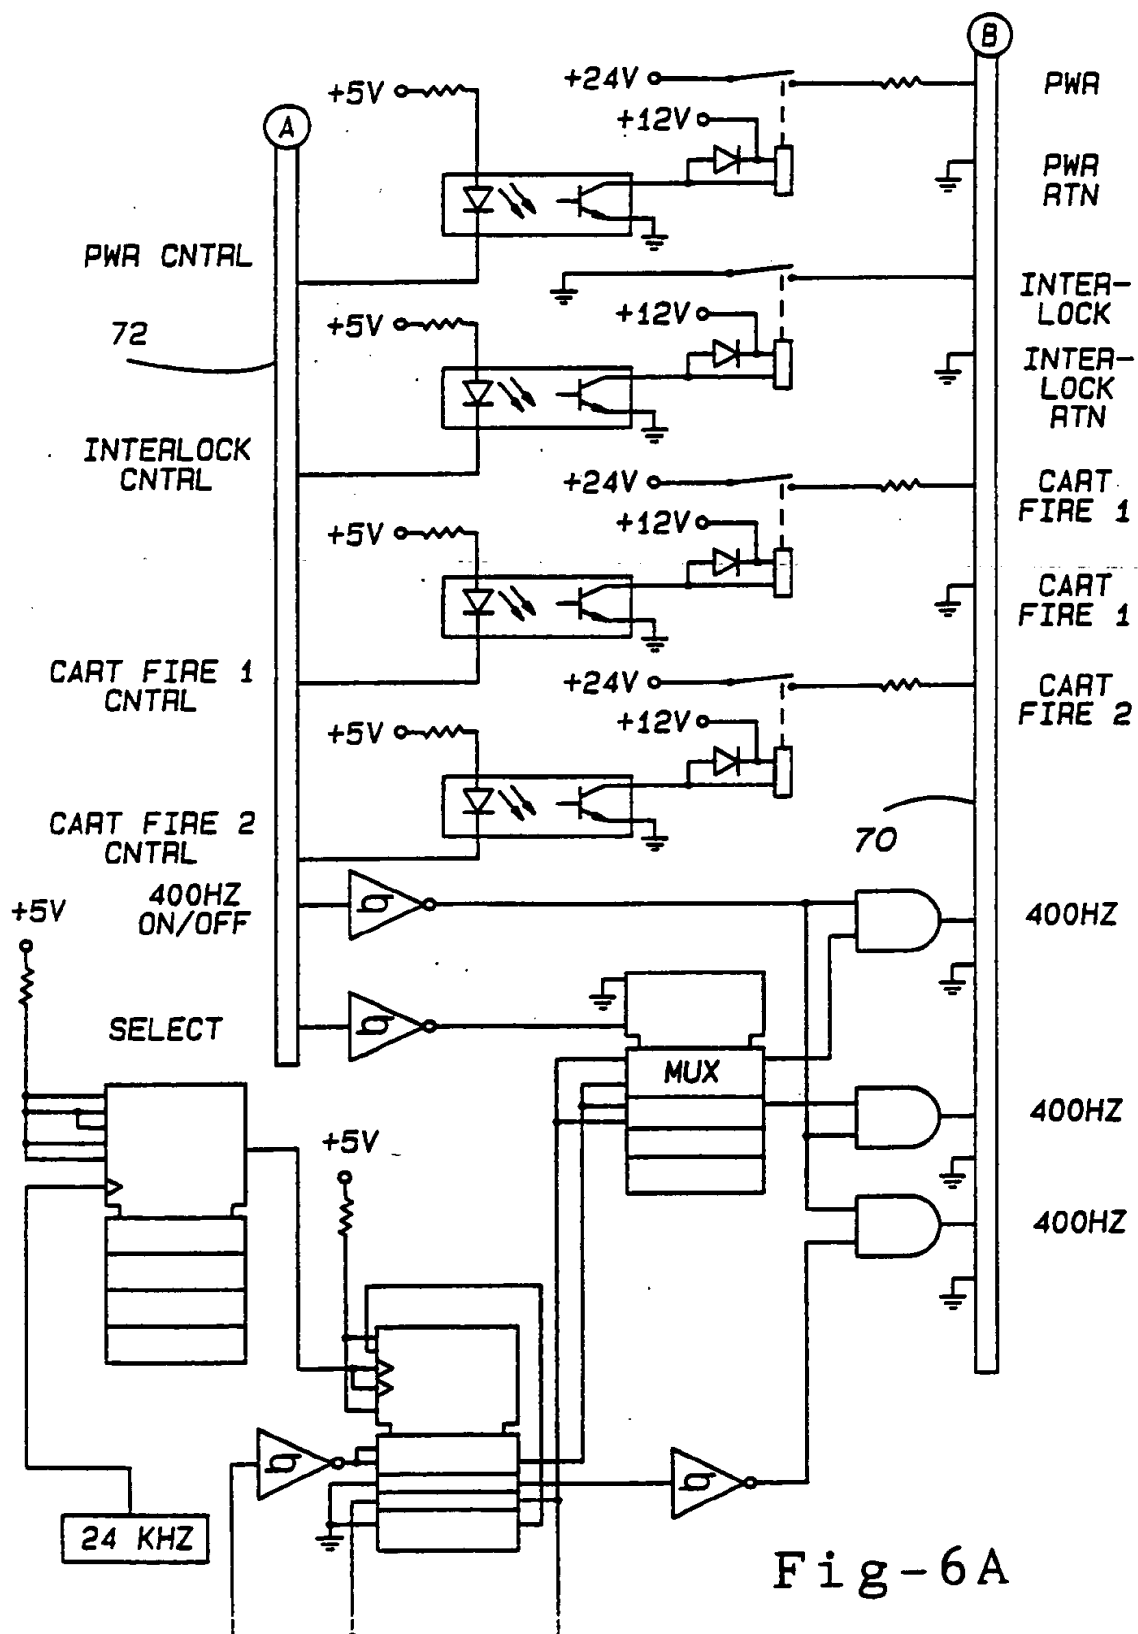 B
+24V
PWR
+5V
+12V
A
PWR
RTN
PWR CNTRL
INTER-
LOCK
+5V
+12V
72
INTER-
LOCK
RTN
INTERLOCK
CNTRL
+24V
CART
FIRE 1
+5V
+12V
CART
FIRE 1
CART FIRE 1
CNTRL
+24V
CART
FIRE 2
+5V
+12V
CART FIRE 2
CNTRL
70
400HZ
ON/OFF
400HZ
+5V
SELECT
MUX
400HZ
+5V
400HZ
24 KHZ
Fig-6A